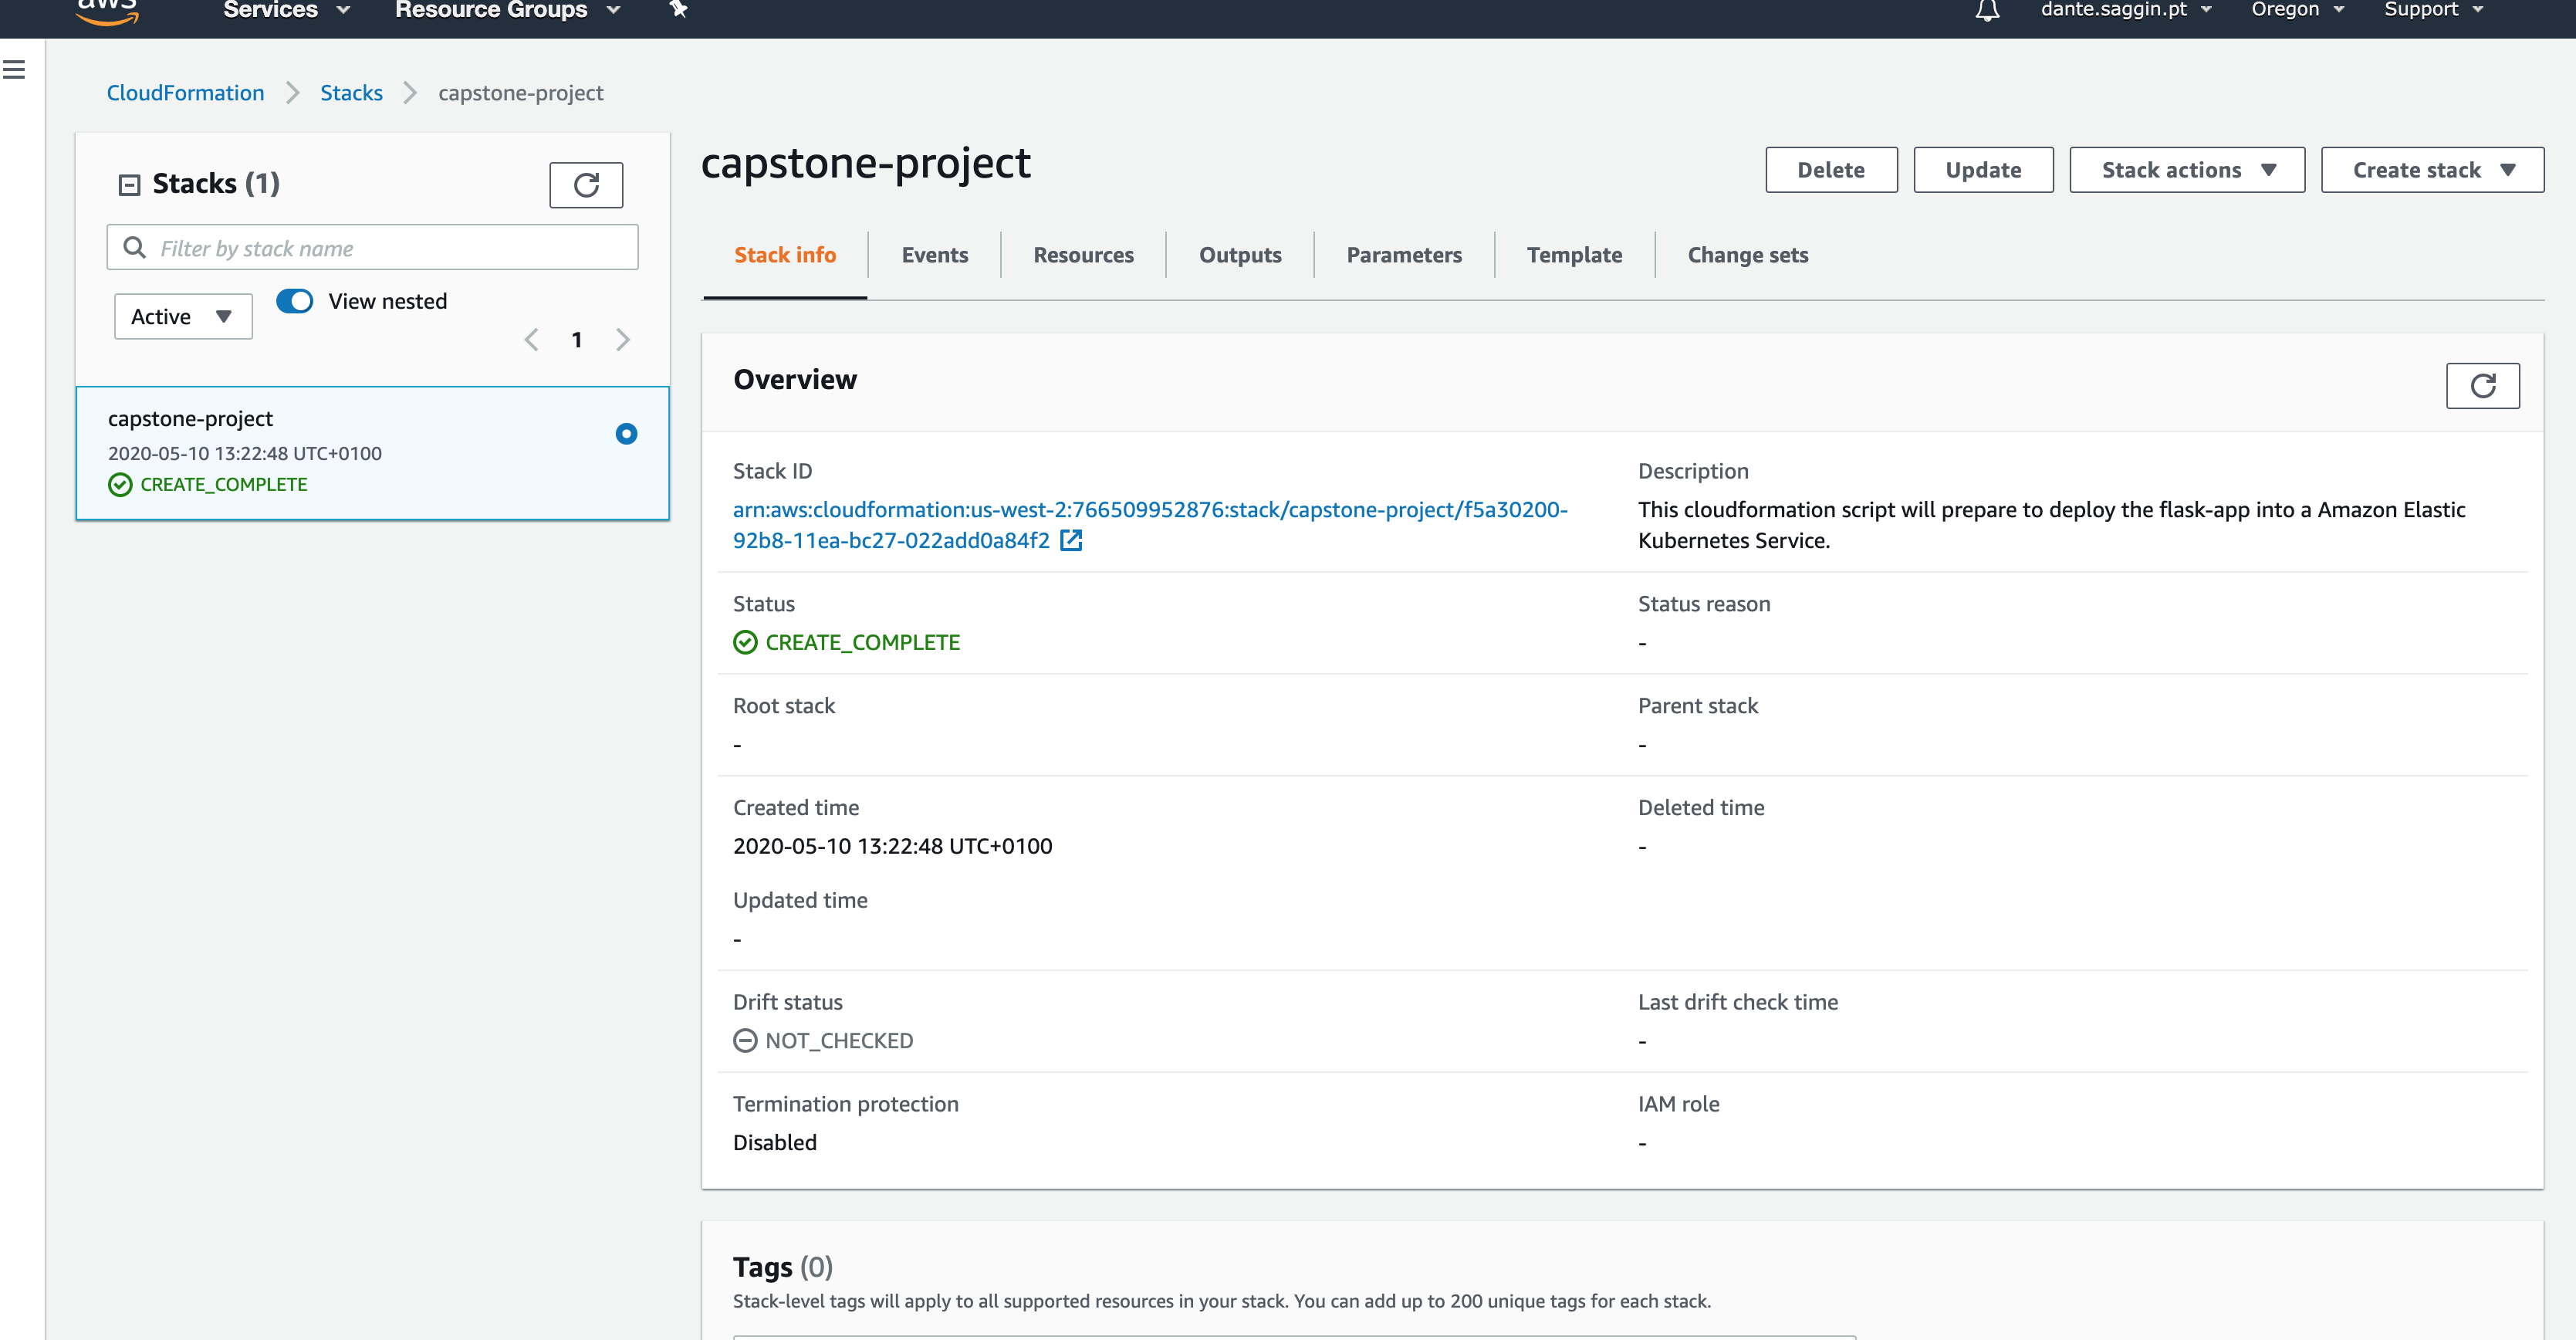 aws Services Resource Groups dante.saggin.pt Oregon Support
CloudFormation Stacks capstone-project
Stacks (1)
Filter by stack name
Active View nested
1
capstone-project
2020-05-10 13:22:48 UTC+0100
CREATE_COMPLETE
capstone-project
Delete Update Stack actions Create stack
Stack info Events Resources Outputs Parameters Template Change sets
Overview
Stack ID
arn:aws:cloudformation:us-west-2:766509952876:stack/capstone-project/f5a30200-
92b8-11ea-bc27-022add0a84f2
Description
This cloudformation script will prepare to deploy the flask-app into a Amazon Elastic
Kubernetes Service.
Status
CREATE_COMPLETE
Status reason
-
Root stack
-
Parent stack
-
Created time
2020-05-10 13:22:48 UTC+0100
Deleted time
-
Updated time
-
Drift status
NOT_CHECKED
Last drift check time
-
Termination protection
Disabled
IAM role
-
Tags (0)
Stack-level tags will apply to all supported resources in your stack. You can add up to 200 unique tags for each stack.